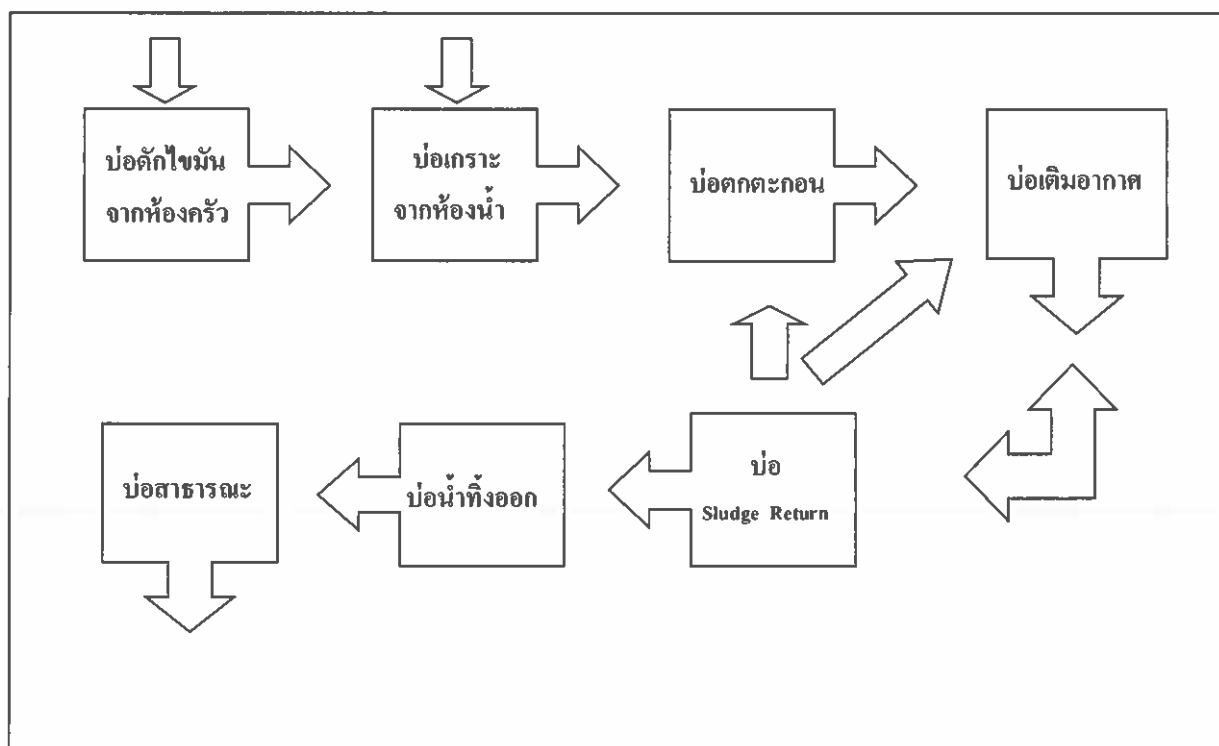 บ่อดักไขมัน
จากห้องครัว
บ่อเกราะ
จากห้องน้ำ
บ่อตกตะกอน
บ่อเติมอากาศ
บ่อสาธารณะ
บ่อน้ำทิ้งออก
บ่อ
Sludge Return